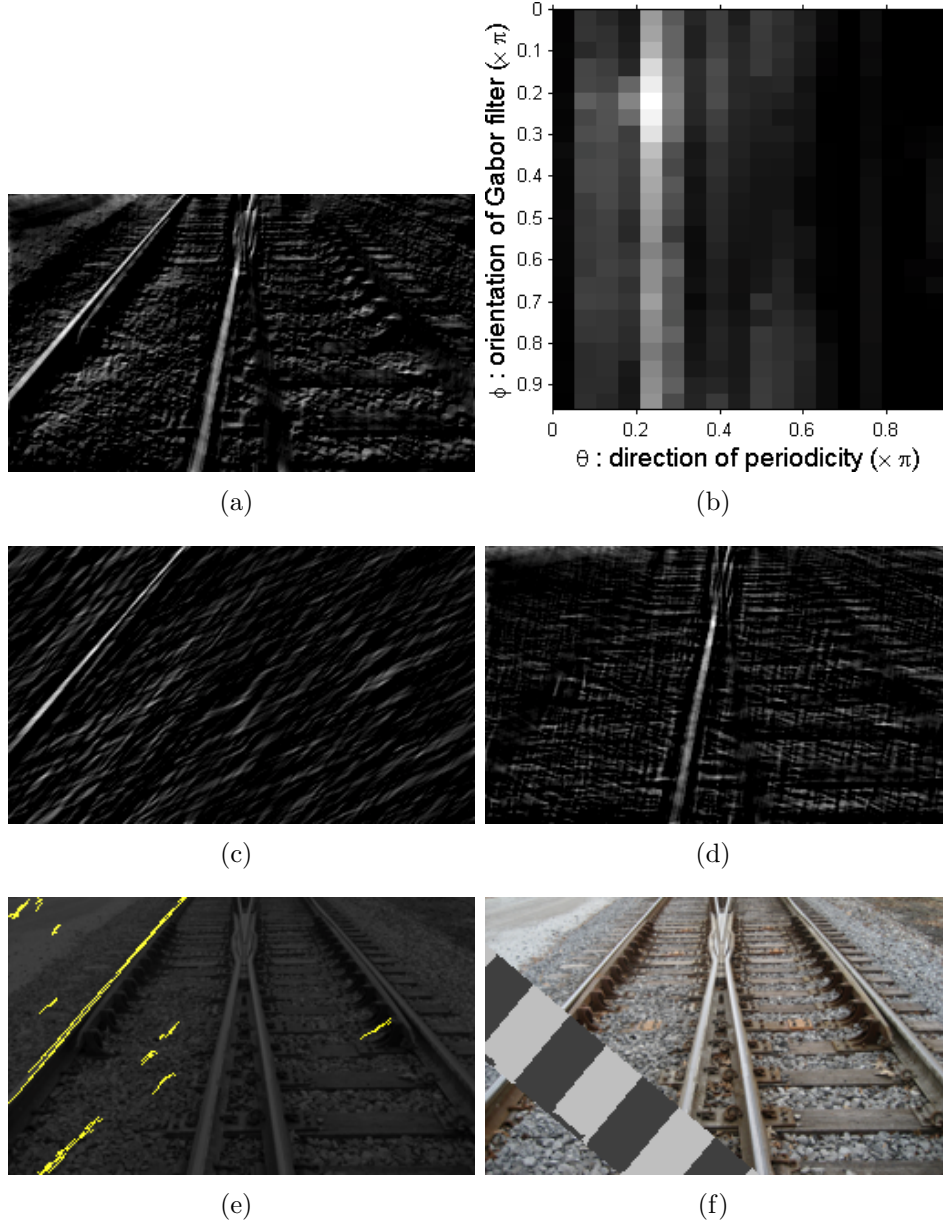 0
0.1
0.2
0.3
0.4
0.5
0.6
0.7
0.8
0.9
ϕ : orientation of Gabor filter (× π)
0 0.2 0.4 0.6 0.8
θ : direction of periodicity (× π)
(a) (b)
(c) (d)
(e) (f)